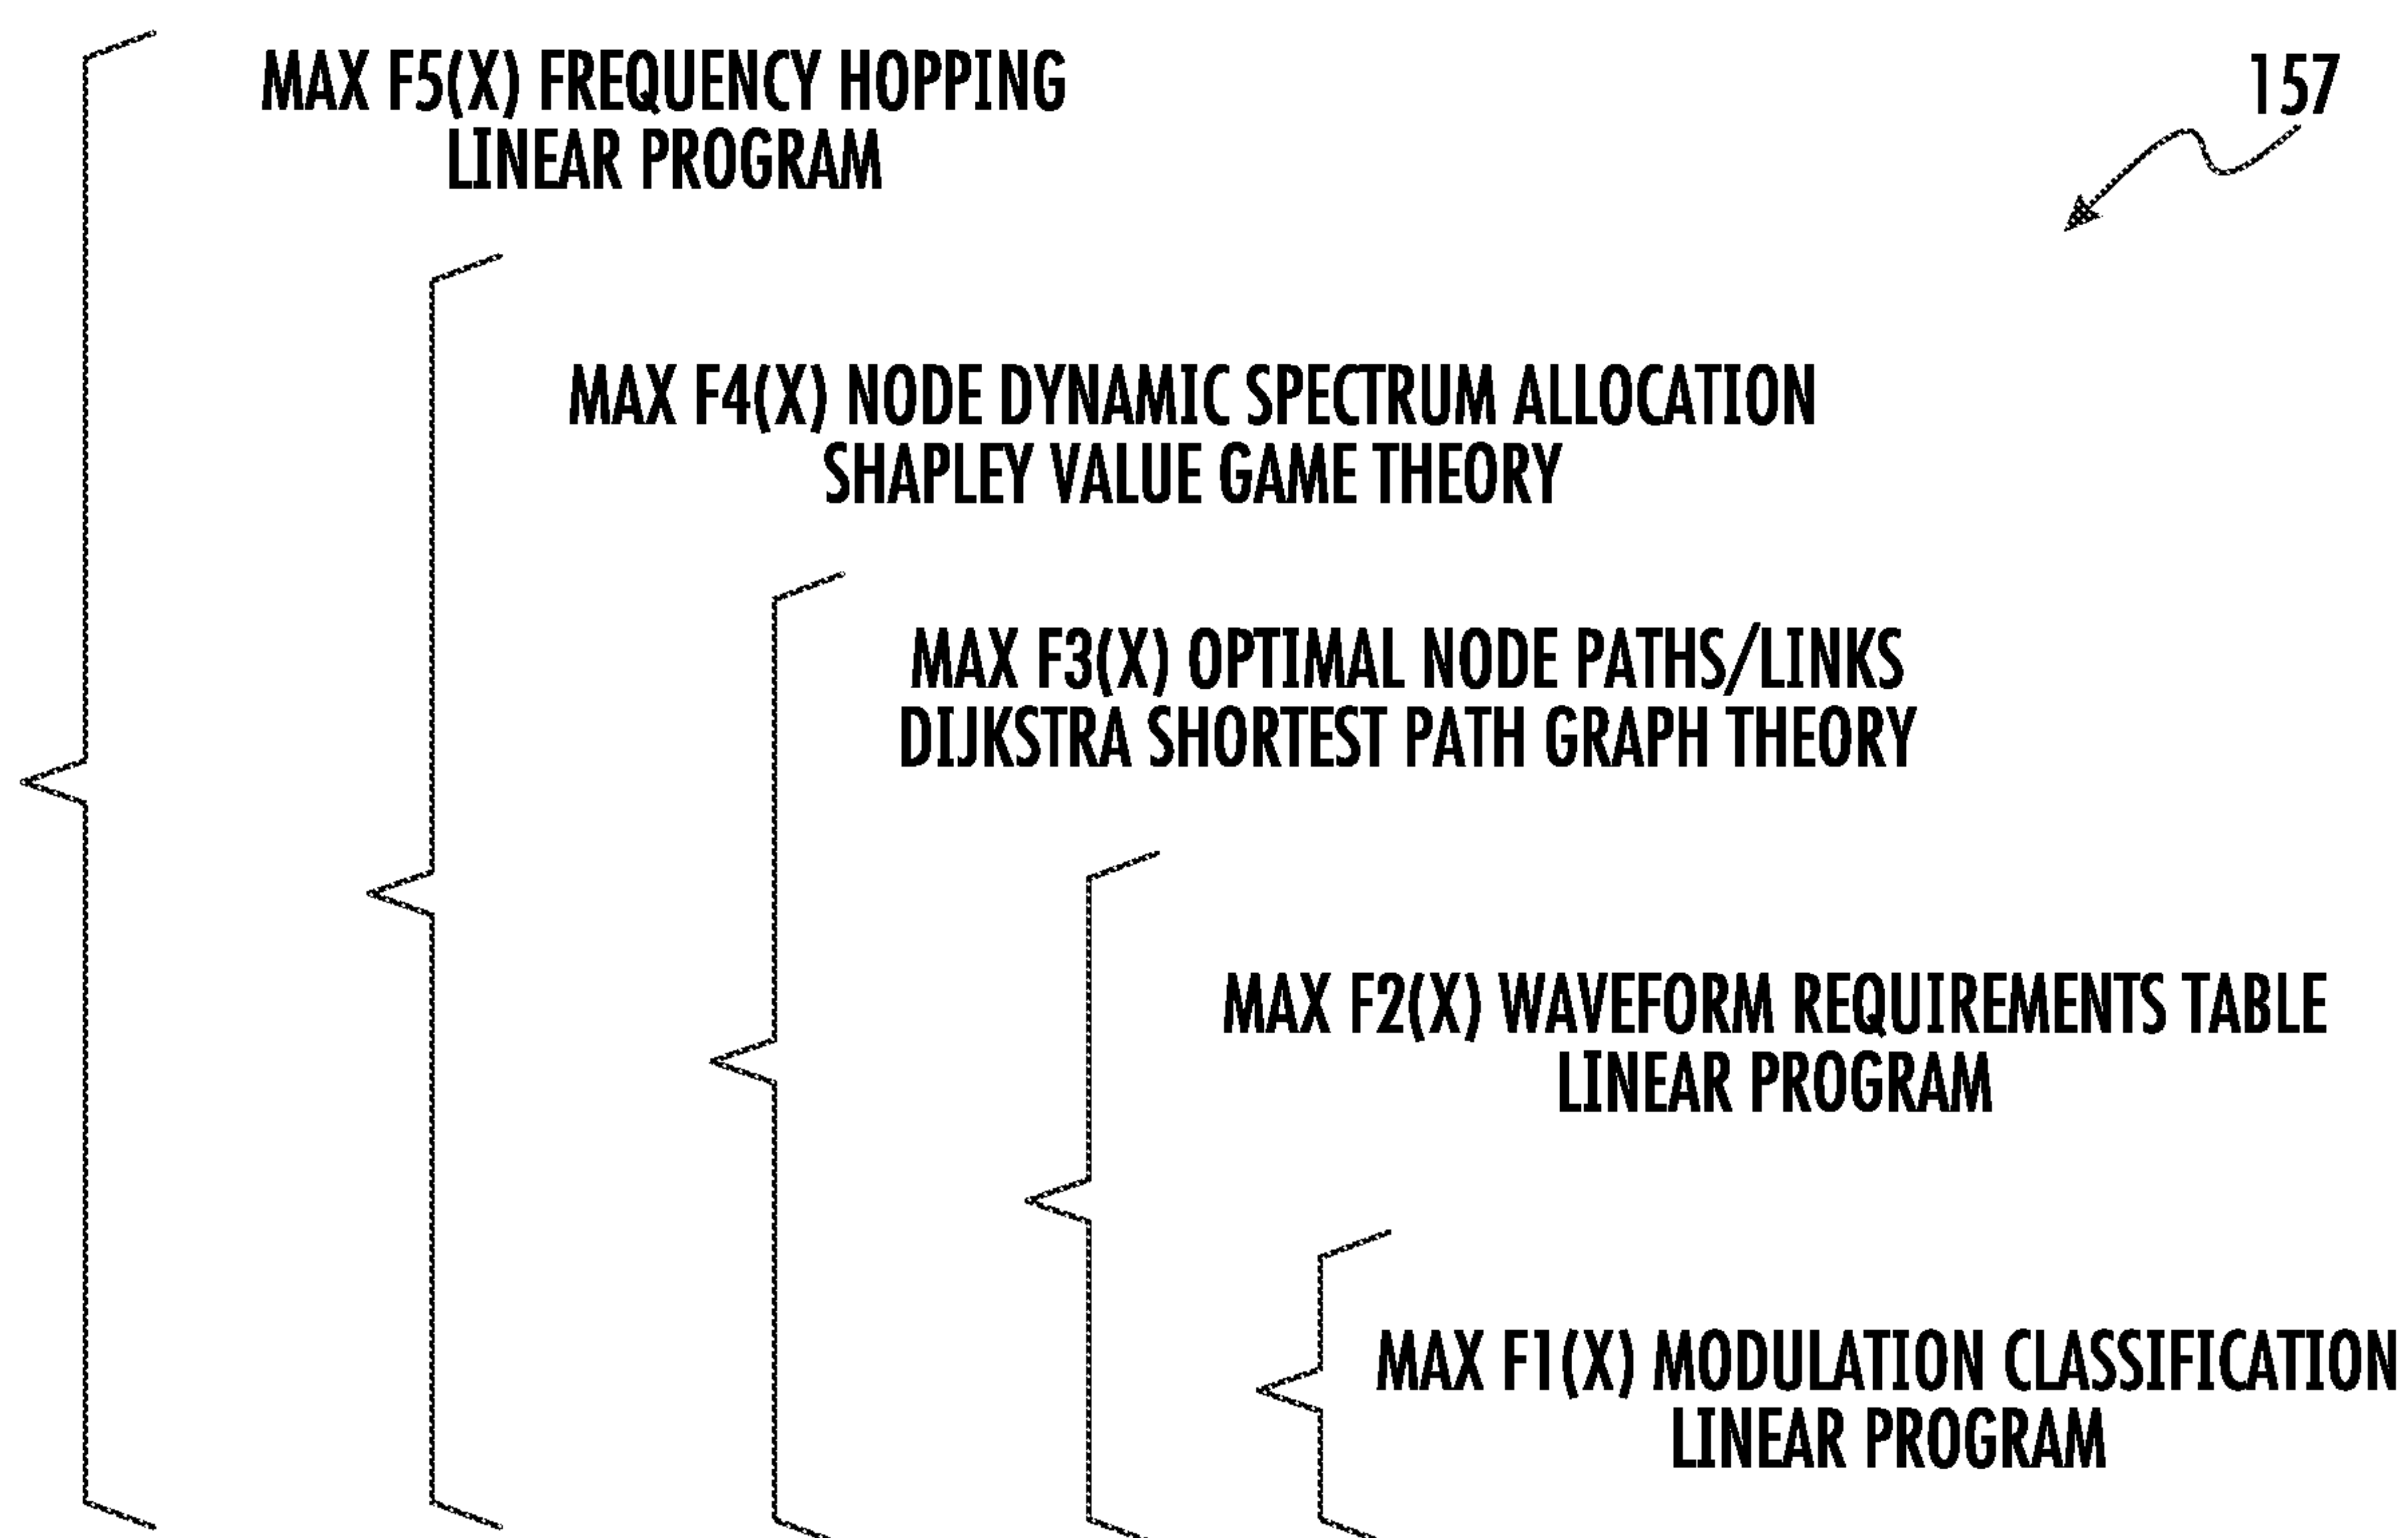 MAX F5(X) FREQUENCY HOPPING
LINEAR PROGRAM
157
MAX F4(X) NODE DYNAMIC SPECTRUM ALLOCATION
SHAPLEY VALUE GAME THEORY
MAX F3(X) OPTIMAL NODE PATHS/LINKS
DIJKSTRA SHORTEST PATH GRAPH THEORY
MAX F2(X) WAVEFORM REQUIREMENTS TABLE
LINEAR PROGRAM
MAX F1(X) MODULATION CLASSIFICATION
LINEAR PROGRAM